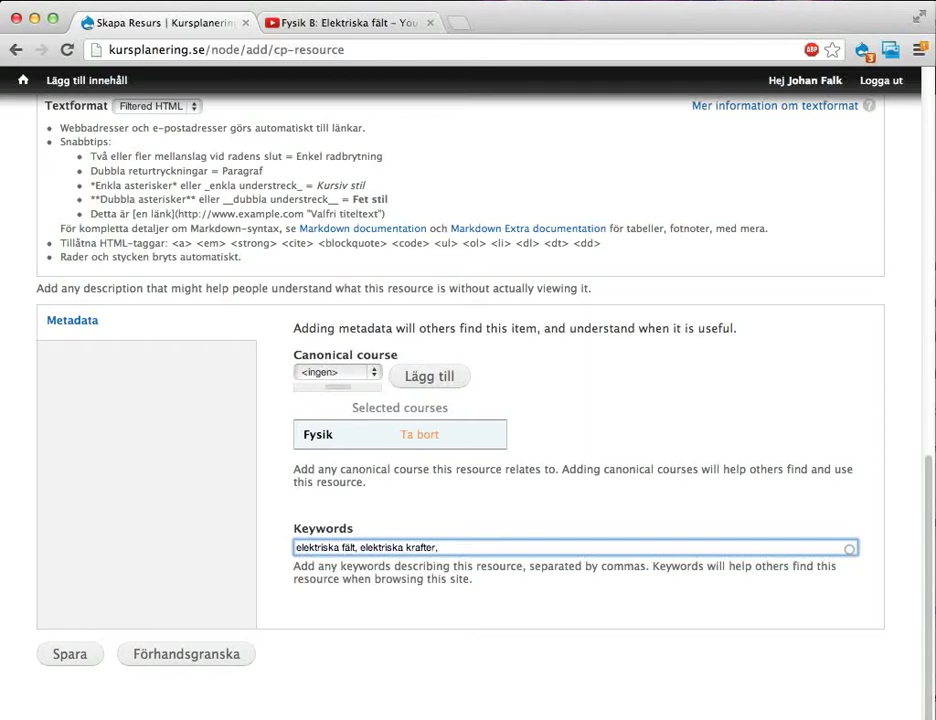 Skapa Resurs | Kursplanering
Fysik B: Elektriska fält - You
kursplanering.se/node/add/cp-resource
ABP
3
Lägg till innehåll
Hej Johan Falk
Logga ut
Textformat
Filtered HTML
Mer information om textformat
?
Webbadresser och e-postadresser görs automatiskt till länkar.
Snabbtips:
Två eller fler mellanslag vid radens slut = Enkel radbrytning
Dubbla returtryckningar = Paragraf
*Enkla asterisker* eller _enkla understreck_ = Kursiv stil
**Dubbla asterisker** eller __dubbla understreck__ = Fet stil
Detta är [en länk](http://www.example.com "Valfri titeltext")
För kompletta detaljer om Markdown-syntax, se Markdown documentation och Markdown Extra documentation för tabeller, fotnoter, med mera.
Tillåtna HTML-taggar: <a> <em> <strong> <cite> <blockquote> <code> <ul> <ol> <li> <dl> <dt> <dd>
Rader och stycken bryts automatiskt.
Add any description that might help people understand what this resource is without actually viewing it.
Metadata
Adding metadata will others find this item, and understand when it is useful.
Canonical course
<ingen>
Lägg till
Selected courses
Fysik
Ta bort
Add any canonical course this resource relates to. Adding canonical courses will help others find and use
this resource.
Keywords
elektriska fält, elektriska krafter,
Add any keywords describing this resource, separated by commas. Keywords will help others find this
resource when browsing this site.
Spara
Förhandsgranska